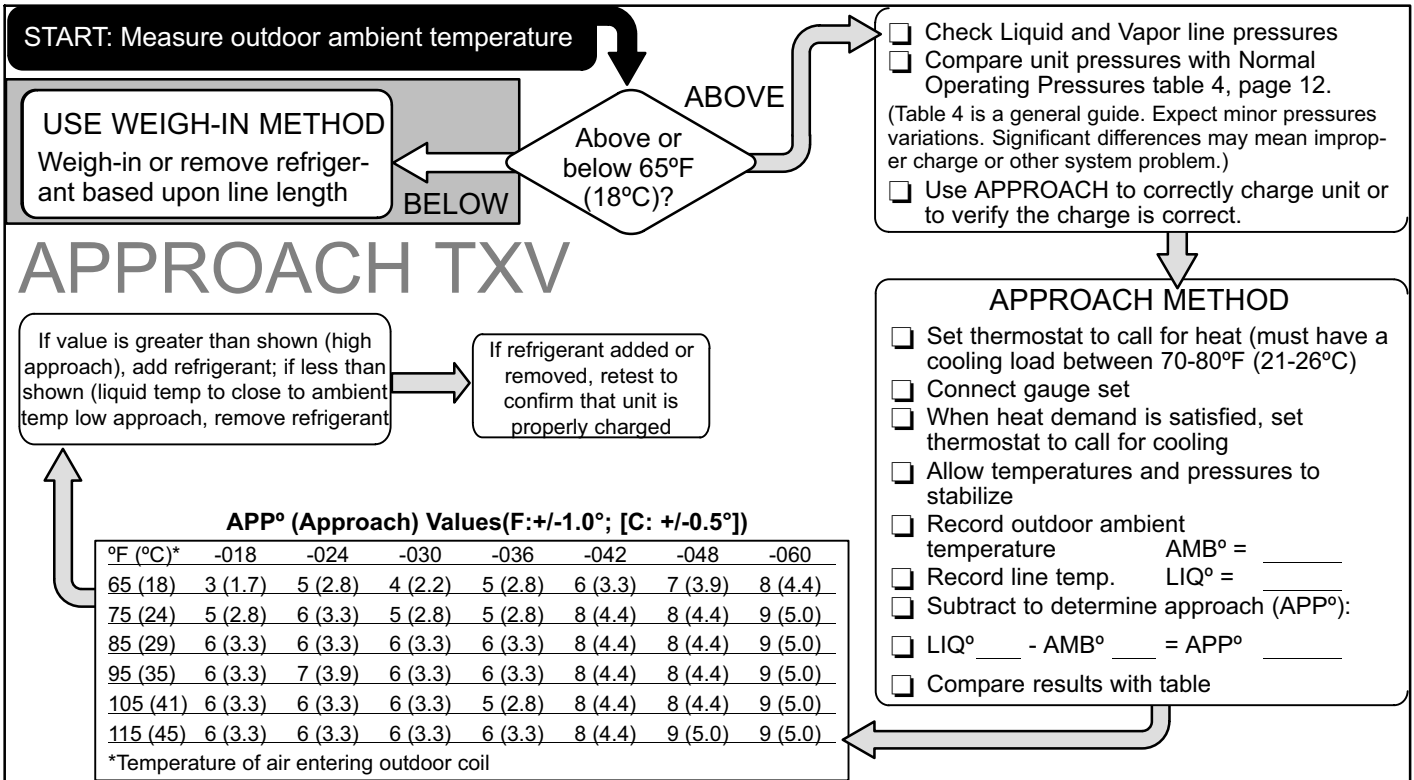 START: Measure outdoor ambient temperature
USE WEIGH-IN METHOD
Weigh-in or remove refriger-
ant based upon line length
BELOW
Above or
below 65ºF
(18ºC)?
ABOVE
❏ Check Liquid and Vapor line pressures
❏ Compare unit pressures with Normal
Operating Pressures table 4, page 12.
(Table 4 is a general guide. Expect minor pressures
variations. Significant differences may mean improp-
er charge or other system problem.)
❏ Use APPROACH to correctly charge unit or
to verify the charge is correct.
APPROACH TXV
APPROACH METHOD
❏ Set thermostat to call for heat (must have a
cooling load between 70-80ºF (21-26ºC)
❏ Connect gauge set
❏ When heat demand is satisfied, set
thermostat to call for cooling
❏ Allow temperatures and pressures to
stabilize
❏ Record outdoor ambient
temperature AMBº = _____
❏ Record line temp. LIQº = _____
❏ Subtract to determine approach (APPº):
❏ LIQº___ - AMBº ___ = APPº _____
❏ Compare results with table
If value is greater than shown (high
approach), add refrigerant; if less than
shown (liquid temp to close to ambient
temp low approach, remove refrigerant
If refrigerant added or
removed, retest to
confirm that unit is
properly charged
APPº (Approach) Values(F:+/-1.0°; [C: +/-0.5°])
ºF (ºC)* -018 -024 -030 -036 -042 -048 -060
65 (18) 3 (1.7) 5 (2.8) 4 (2.2) 5 (2.8) 6 (3.3) 7 (3.9) 8 (4.4)
75 (24) 5 (2.8) 6 (3.3) 5 (2.8) 5 (2.8) 8 (4.4) 8 (4.4) 9 (5.0)
85 (29) 6 (3.3) 6 (3.3) 6 (3.3) 6 (3.3) 8 (4.4) 8 (4.4) 9 (5.0)
95 (35) 6 (3.3) 7 (3.9) 6 (3.3) 6 (3.3) 8 (4.4) 8 (4.4) 9 (5.0)
105 (41) 6 (3.3) 6 (3.3) 6 (3.3) 5 (2.8) 8 (4.4) 8 (4.4) 9 (5.0)
115 (45) 6 (3.3) 6 (3.3) 6 (3.3) 6 (3.3) 8 (4.4) 9 (5.0) 9 (5.0)
*Temperature of air entering outdoor coil